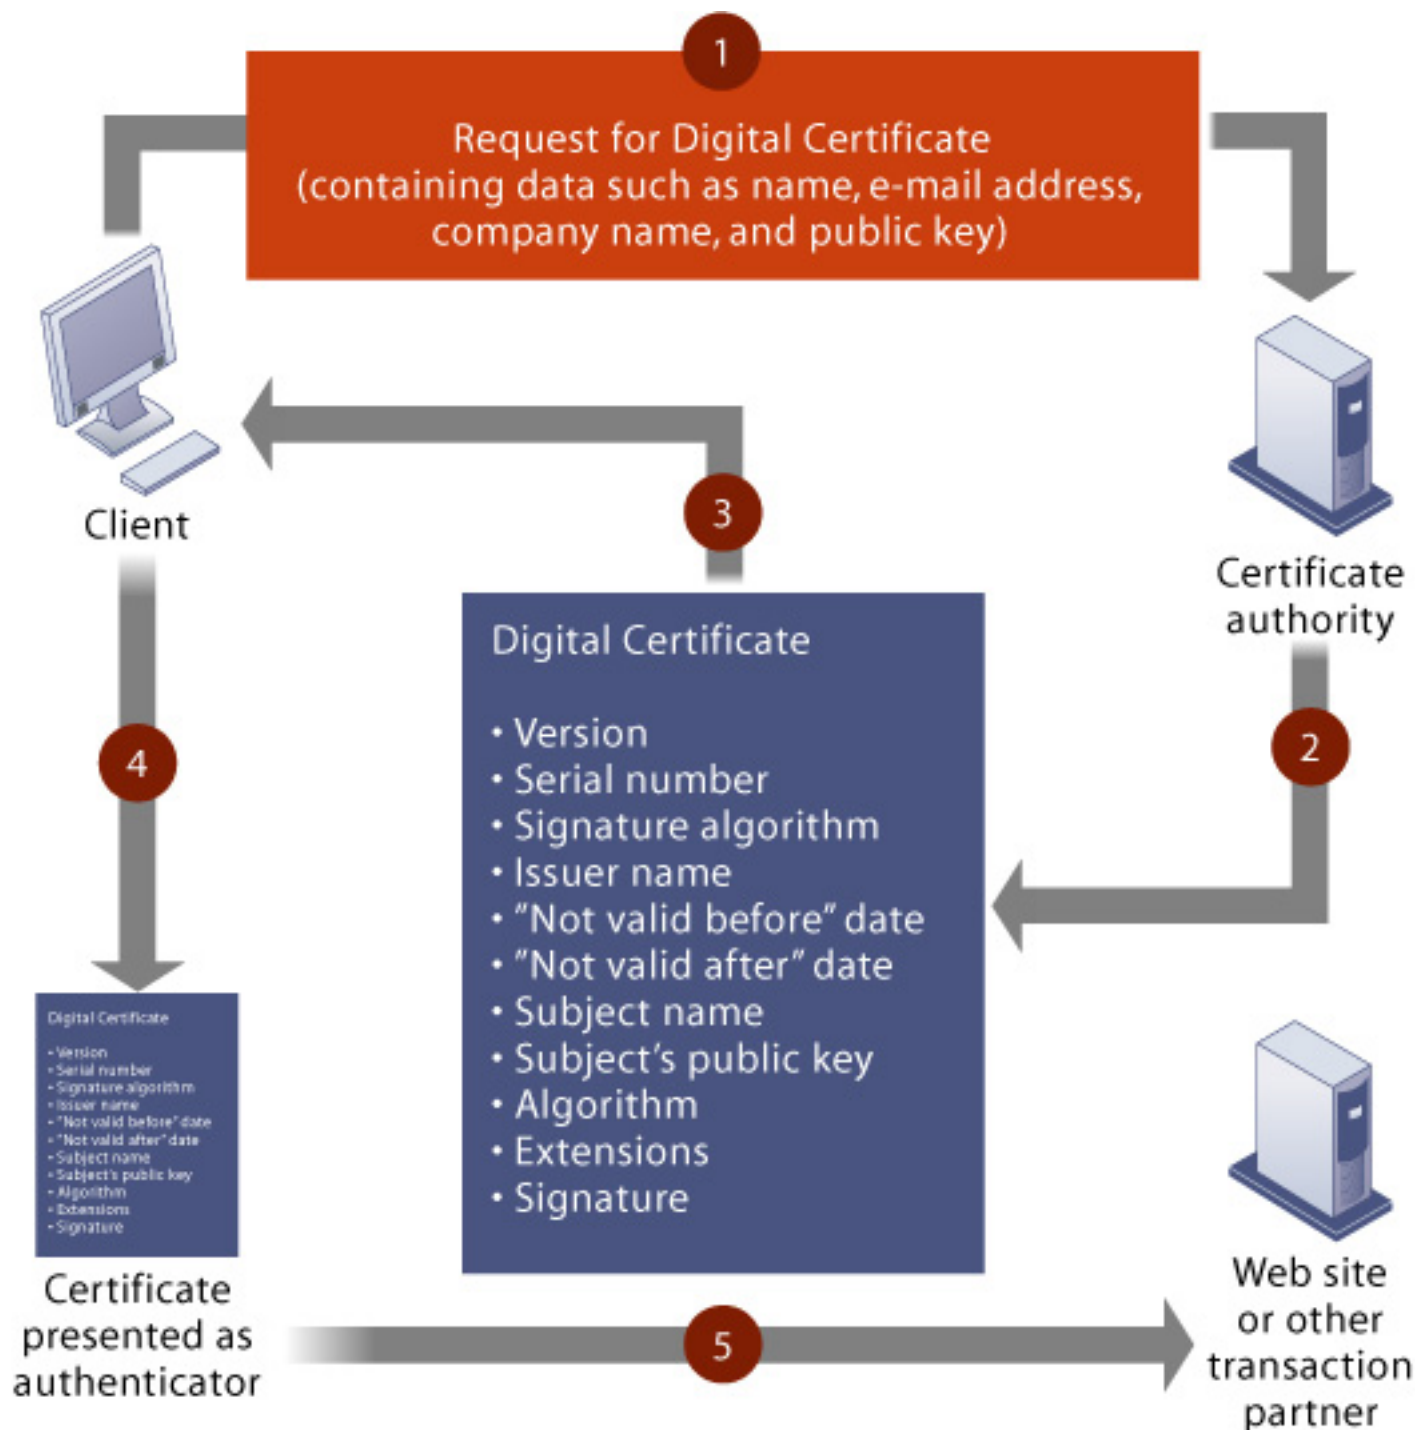 1
Request for Digital Certificate
(containing data such as name, e-mail address,
company name, and public key)
Client
Certificate
authority
3
2
4
Digital Certificate
• Version
• Serial number
• Signature algorithm
• Issuer name
• ”Not valid before” date
• ”Not valid after” date
• Subject name
• Subject’s public key
• Algorithm
• Extensions
• Signature
Digital Certificate
• Version
• Serial number
• Signature algorithm
• Issuer name
• ”Not valid before” date
• ”Not valid after” date
• Subject name
• Subject’s public key
• Algorithm
• Extensions
• Signature
Certificate
presented as
authenticator
5
Web site
or other
transaction
partner